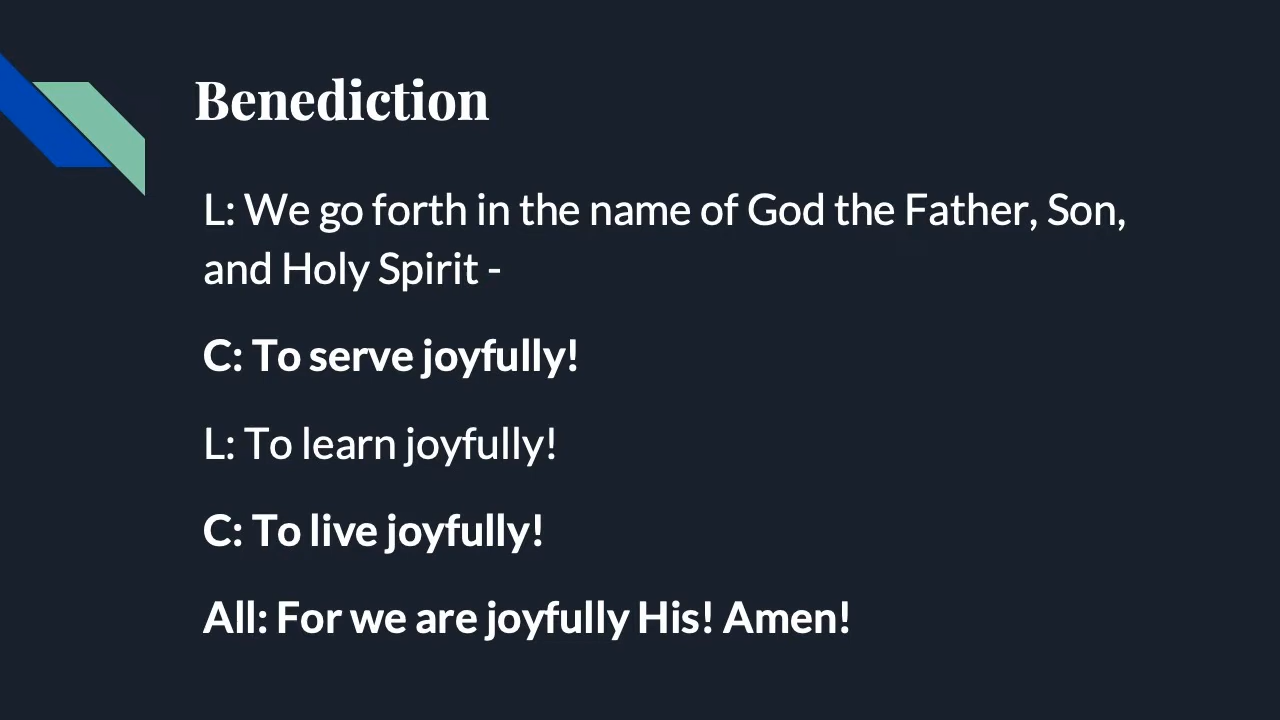 Benediction
L: We go forth in the name of God the Father, Son,
and Holy Spirit -
C: To serve joyfully!
L: To learn joyfully!
C: To live joyfully!
All: For we are joyfully His! Amen!